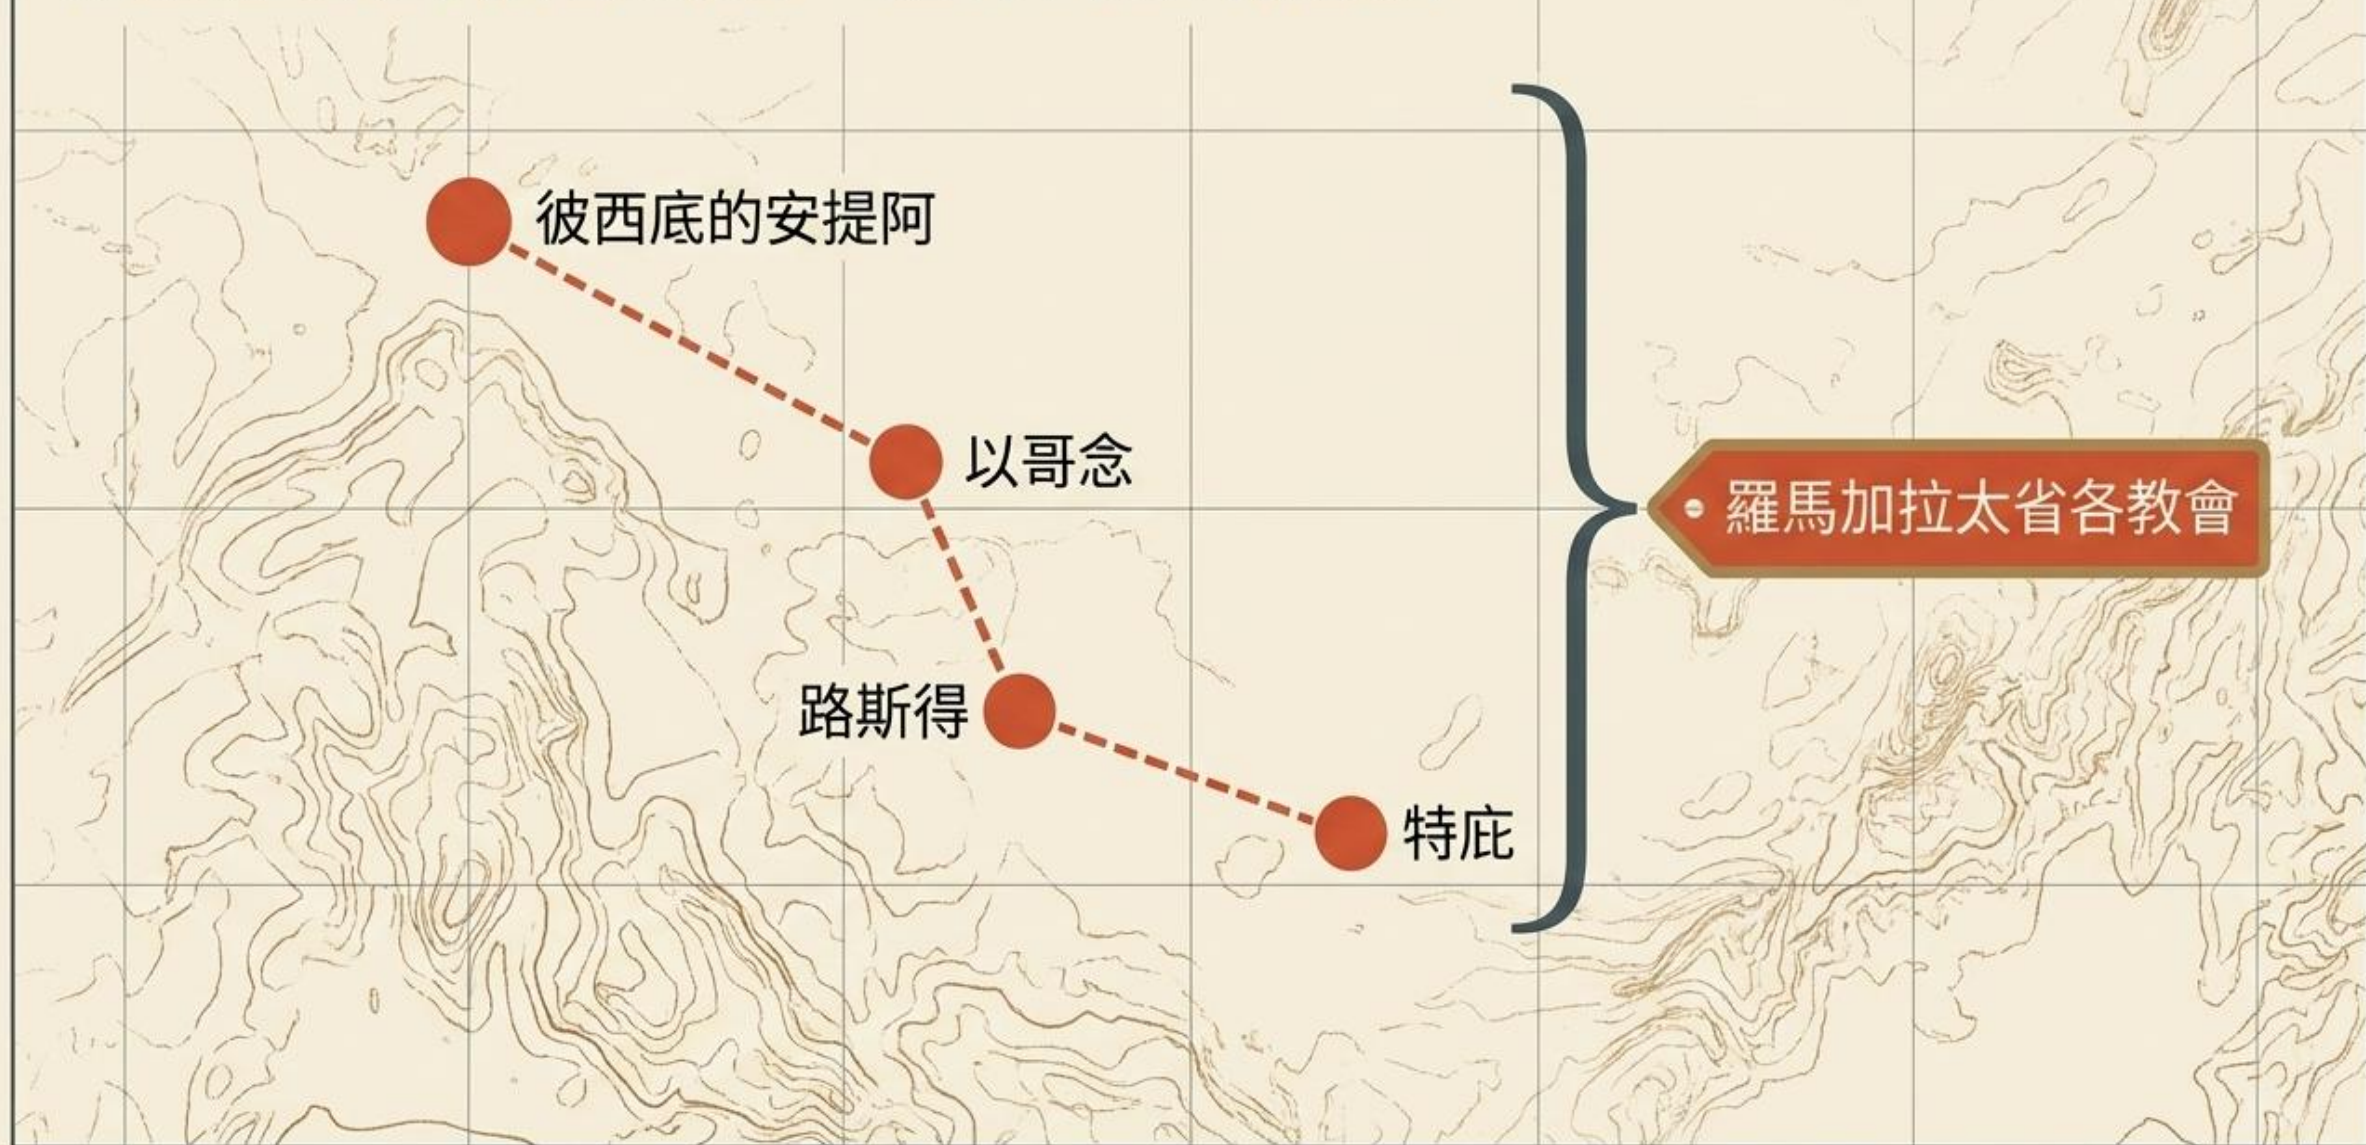 彼西底的安提阿
以哥念
羅馬加拉太省各教會
路斯得
特庇